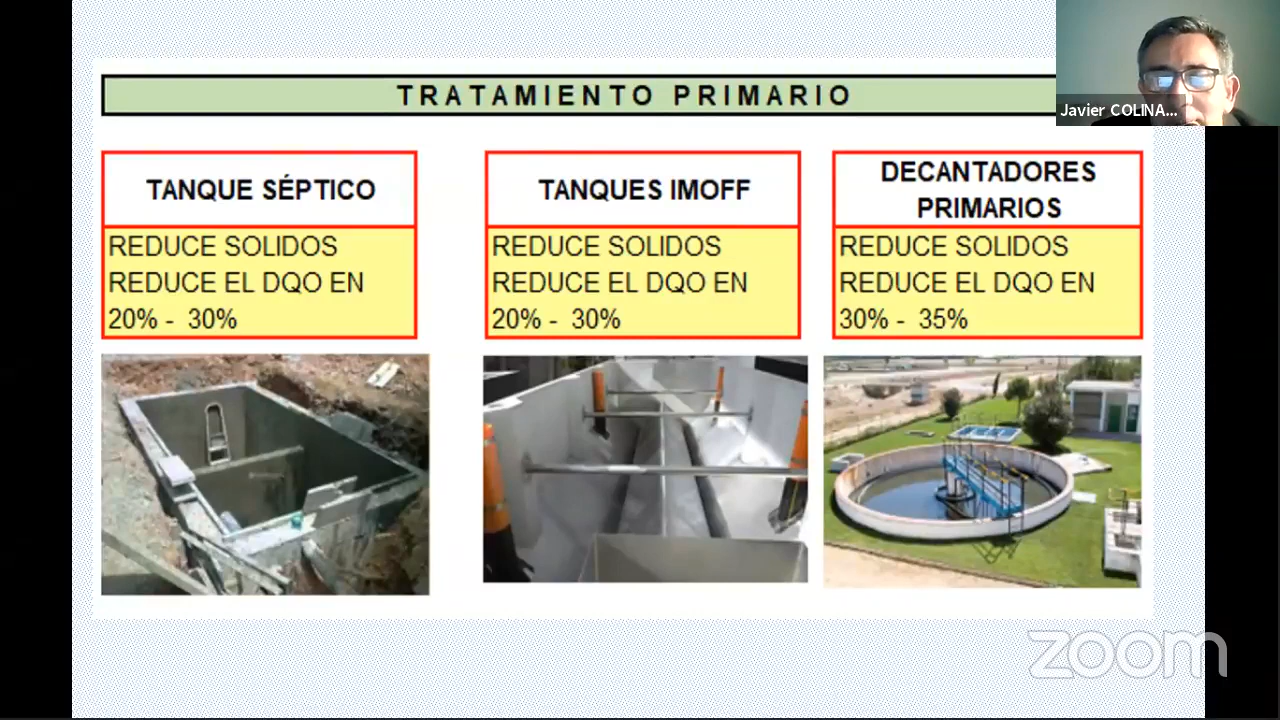 TRATAMIENTO PRIMARIO
Javier COLINA...
TANQUE SÉPTICO
REDUCE SOLIDOS
REDUCE EL DQO EN
20% - 30%
TANQUES IMOFF
REDUCE SOLIDOS
REDUCE EL DQO EN
20% - 30%
DECANTADORES
PRIMARIOS
REDUCE SOLIDOS
REDUCE EL DQO EN
30% - 35%
zoom